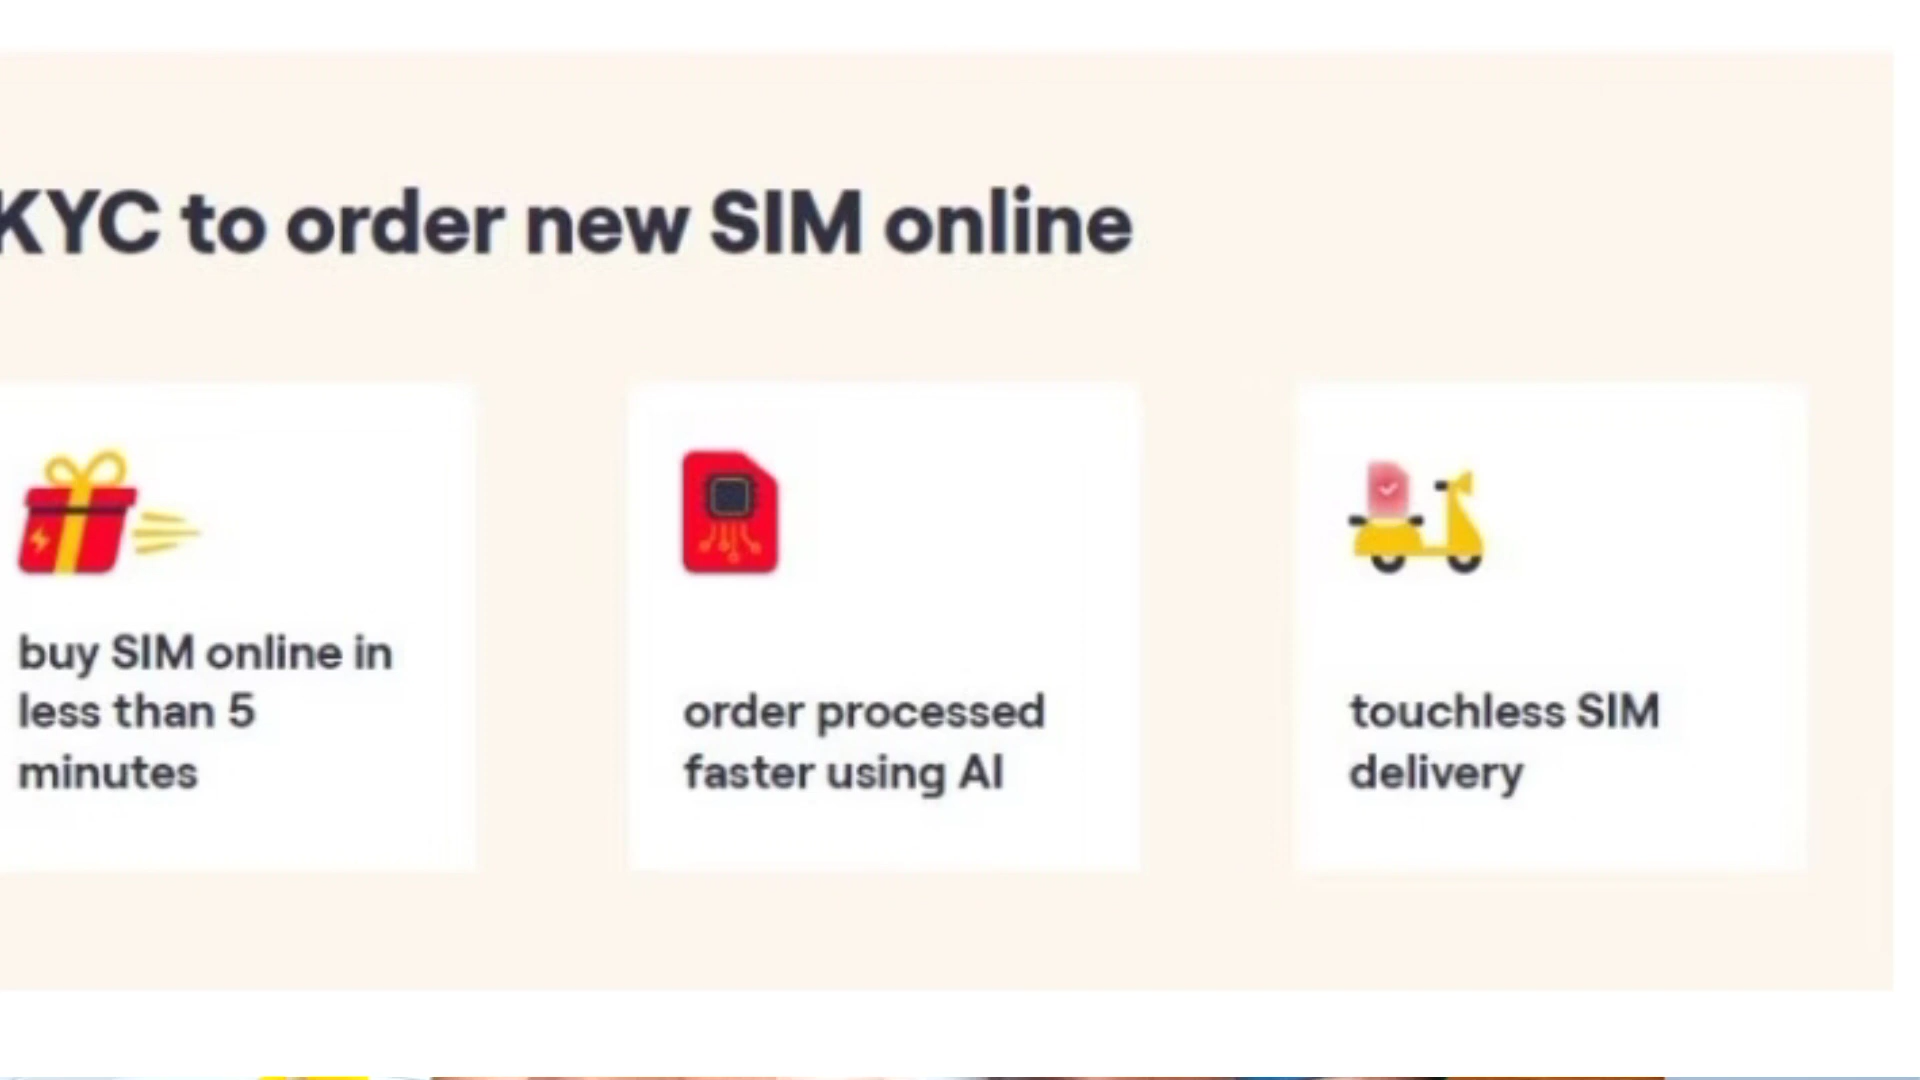 KYC to order new SIM online
buy SIM online in
less than 5
minutes
order processed
faster using AI
touchless SIM
delivery